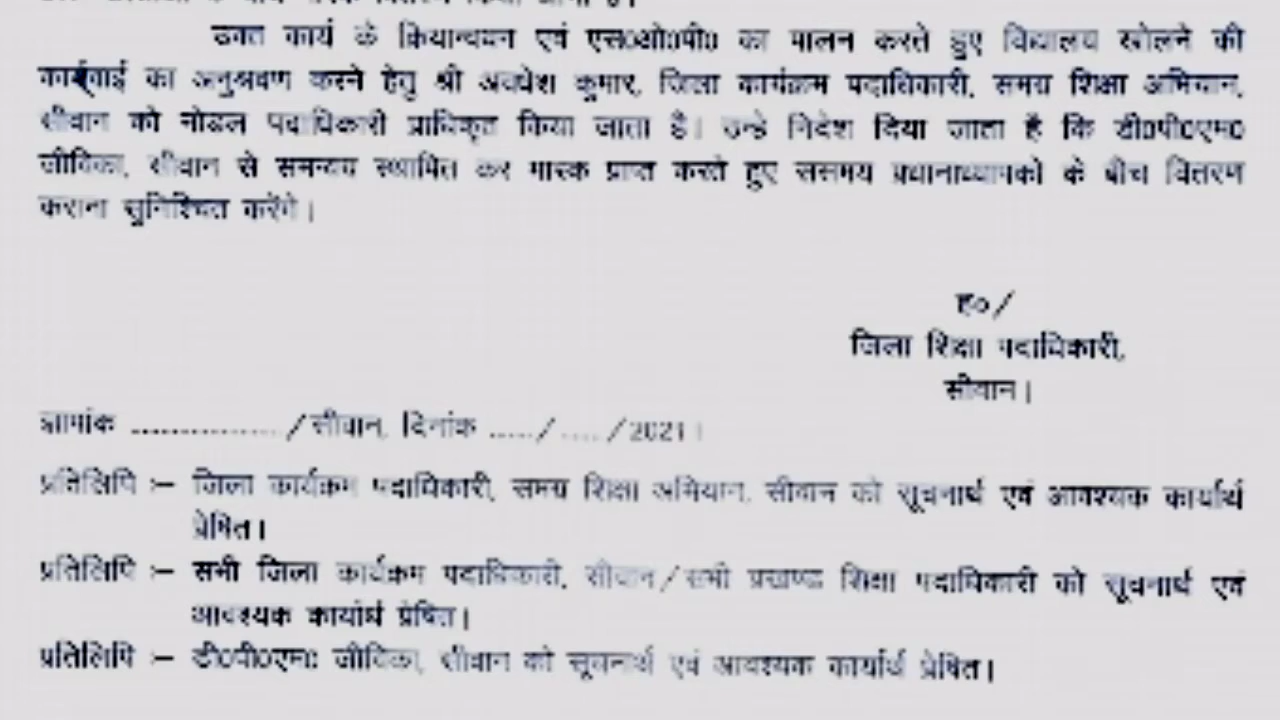 उक्त कार्य के क्रियान्वयन एवं एस०ओ०पी० का पालन करते हुए विद्यालय खोलने की
कार्रवाई का अनुश्रवण करने हेतु श्री अवधेश कुमार, जिला कार्यक्रम पदाधिकारी, समग्र शिक्षा अभियान,
सीवान को नोडल पदाधिकारी प्राधिकृत किया जाता है। उन्हे निदेश दिया जाता है कि डी०पी०एम०
जीविका, सीवान से समन्वय स्थापित कर मास्क प्राप्त करते हुए ससमय प्रधानाध्यापको के बीच वितरण
कराना सुनिश्चित करेंगे।
ह०/
जिला शिक्षा पदाधिकारी,
सीवान।
ज्ञापांक ................ / सीवान, दिनांक ...../ .... /2021।
प्रतिलिपि :– जिला कार्यक्रम पदाधिकारी, समग्र शिक्षा अभियान, सीवान को सूचनार्थ एवं आवश्यक कार्यार्थ
प्रेषित।
प्रतिलिपि :– सभी जिला कार्यक्रम पदाधिकारी, सीवान/सभी प्रखण्ड शिक्षा पदाधिकारी को सूचनार्थ एवं
आवश्यक कार्यार्थ प्रेषित।
प्रतिलिपि :– डी०पी०एम० जीविका, सीवान को सूचनार्थ एवं आवश्यक कार्यार्थ प्रेषित।